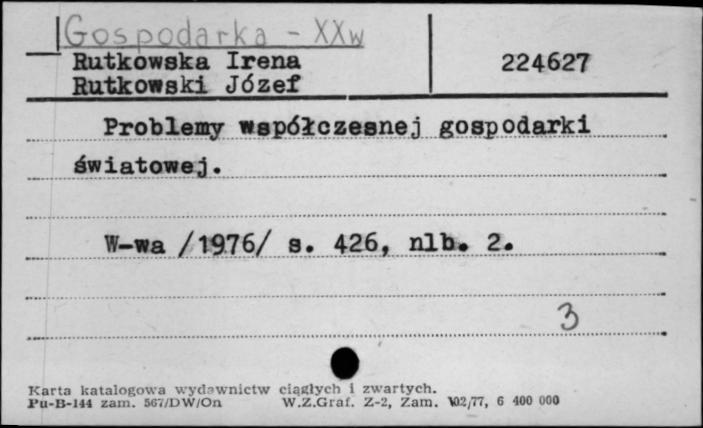 Gospodarka - XXw
Rutkowska Irena 224627
Rutkowski Józef
Problemy współczesnej gospodarki
światowej.
W-wa /1976/ s. 426, nlb. 2.
3
Karta katalogowa wydawnictw ciągłych i zwartych.
Pu-B-144 zam. 567/DW/On W.Z.Graf. Z-2, Zam. 102/77, 6 400 000